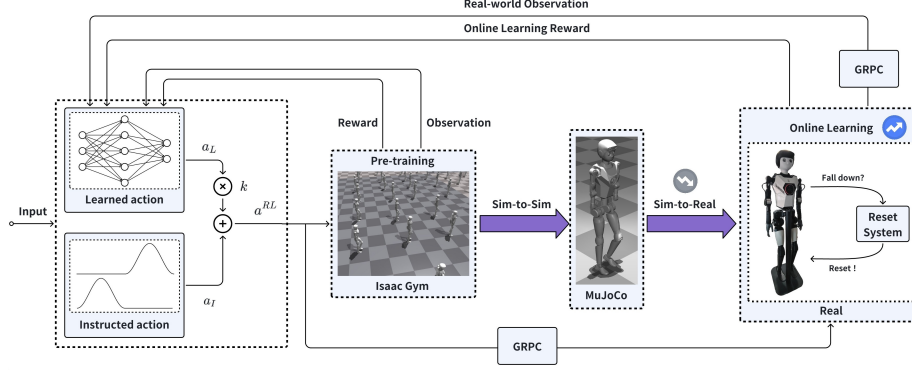 Real-world Observation
Online Learning Reward
GRPC
Reward
Observation
Learned action
a_L
k
a^{RL}
Input
Instructed action
a_I
Pre-training
Isaac Gym
Sim-to-Sim
MuJoCo
Sim-to-Real
Online Learning
Fall down?
Reset
System
Reset !
Real
GRPC